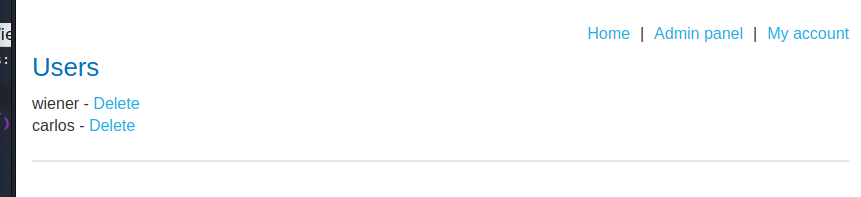 Home | Admin panel | My account
Users
wiener - Delete
carlos - Delete